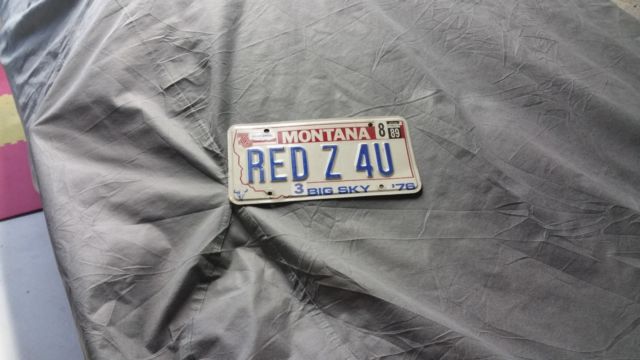 MONTANA 8 89
RED Z 4U
3 BIG SKY '76